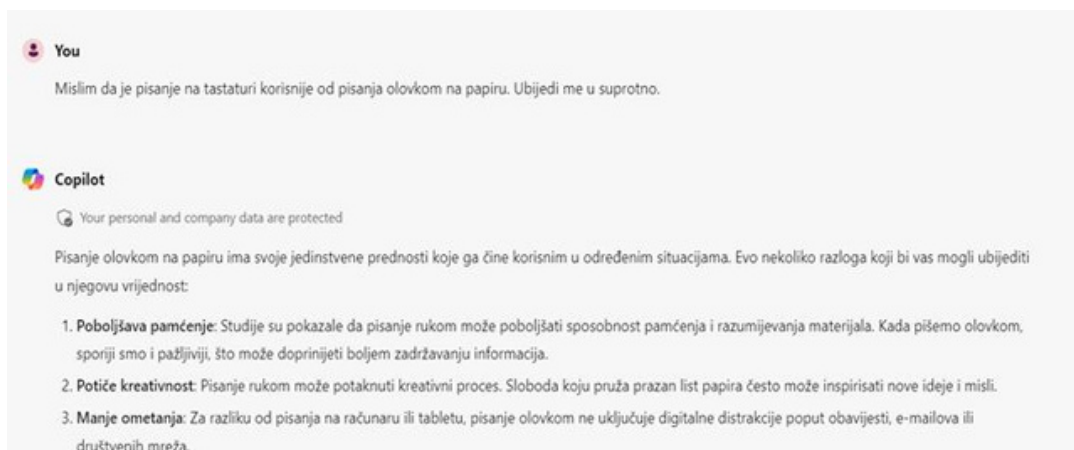 You
Mislim da je pisanje na tastaturi korisnije od pisanja olovkom na papiru. Ubijedi me u suprotno.
Copilot
Your personal and company data are protected
Pisanje olovkom na papiru ima svoje jedinstvene prednosti koje ga čine korisnim u određenim situacijama. Evo nekoliko razloga koji bi vas mogli ubijediti
u njegovu vrijednost:
1. Poboljšava pamćenje: Studije su pokazale da pisanje rukom može poboljšati sposobnost pamćenja i razumijevanja materijala. Kada pišemo olovkom,
sporiji smo i pažljiviji, što može doprinijeti boljem zadržavanju informacija.
2. Potiče kreativnost: Pisanje rukom može potaknuti kreativni proces. Sloboda koju pruža prazan list papira često može inspirisati nove ideje i misli.
3. Manje ometanja: Za razliku od pisanja na računaru ili tabletu, pisanje olovkom ne uključuje digitalne distrakcije poput obavijesti, e-mailova ili
društvenih mreža.